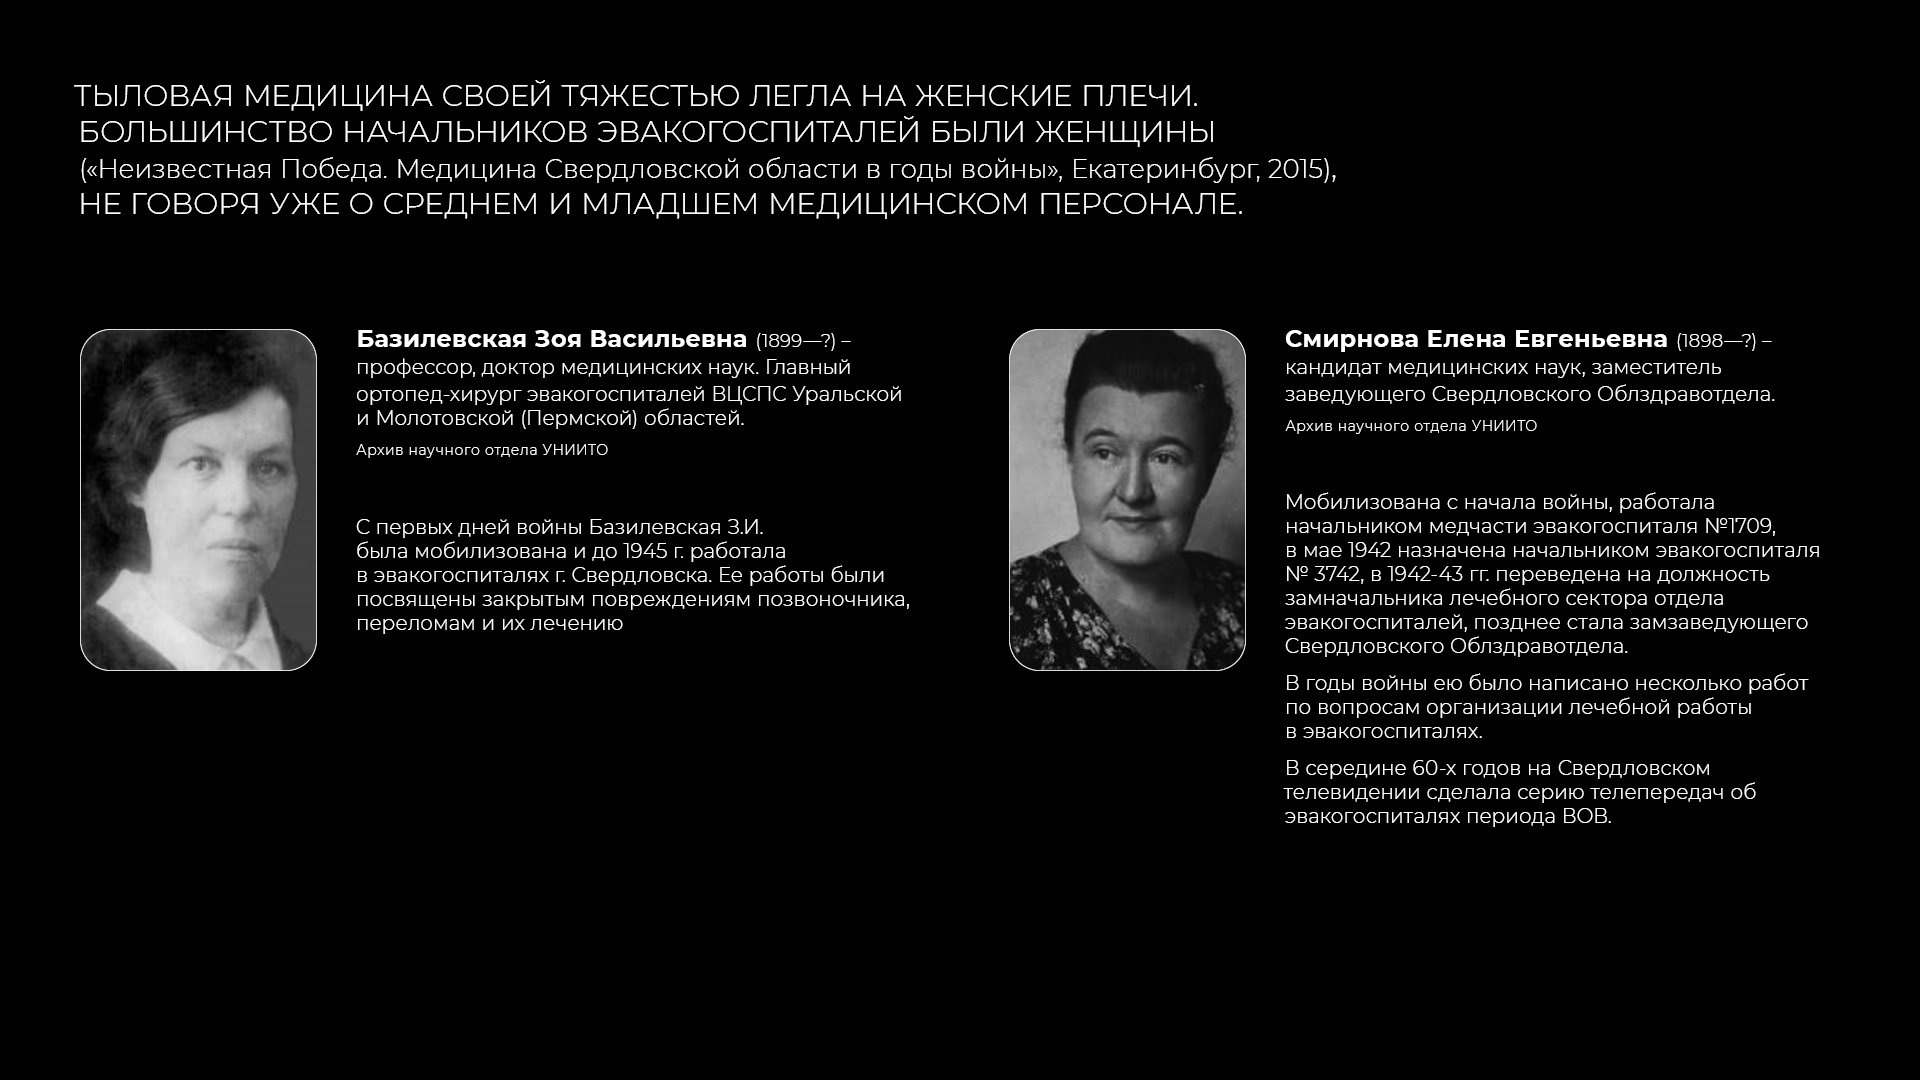 ТЫЛОВАЯ МЕДИЦИНА СВОЕЙ ТЯЖЕСТЬЮ ЛЕГЛА НА ЖЕНСКИЕ ПЛЕЧИ.
БОЛЬШИНСТВО НАЧАЛЬНИКОВ ЭВАКОГОСПИТАЛЕЙ БЫЛИ ЖЕНЩИНЫ
(«Неизвестная Победа. Медицина Свердловской области в годы войны», Екатеринбург, 2015),
НЕ ГОВОРЯ УЖЕ О СРЕДНЕМ И МЛАДШЕМ МЕДИЦИНСКОМ ПЕРСОНАЛЕ.
Базилевская Зоя Васильевна (1899—?) –
профессор, доктор медицинских наук. Главный
ортопед-хирург эвакогоспиталей ВЦСПС Уральской
и Молотовской (Пермской) областей.
Архив научного отдела УНИИТО
С первых дней войны Базилевская З.И.
была мобилизована и до 1945 г. работала
в эвакогоспиталях г. Свердловска. Ее работы были
посвящены закрытым повреждениям позвоночника,
переломам и их лечению
Смирнова Елена Евгеньевна (1898—?) –
кандидат медицинских наук, заместитель
заведующего Свердловского Облздравотдела.
Архив научного отдела УНИИТО
Мобилизована с начала войны, работала
начальником медчасти эвакогоспиталя №1709,
в мае 1942 назначена начальником эвакогоспиталя
№ 3742, в 1942-43 гг. переведена на должность
замначальника лечебного сектора отдела
эвакогоспиталей, позднее стала замзаведующего
Свердловского Облздравотдела.
В годы войны ею было написано несколько работ
по вопросам организации лечебной работы
в эвакогоспиталях.
В середине 60-х годов на Свердловском
телевидении сделала серию телепередач об
эвакогоспиталях периода ВОВ.